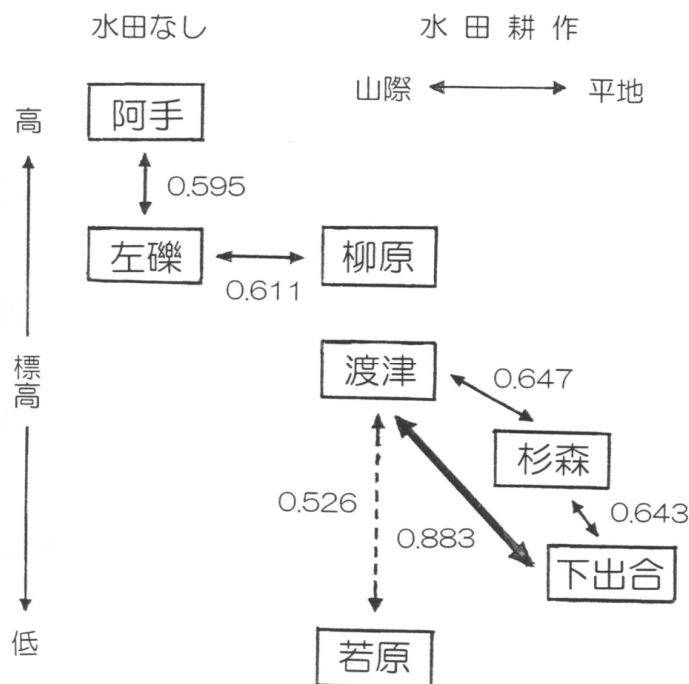 水田なし
水田耕作
山際
平地
高
阿手
0.595
左礫
柳原
0.611
渡津
標高
0.647
杉森
0.526
0.883
0.643
下出合
低
若原